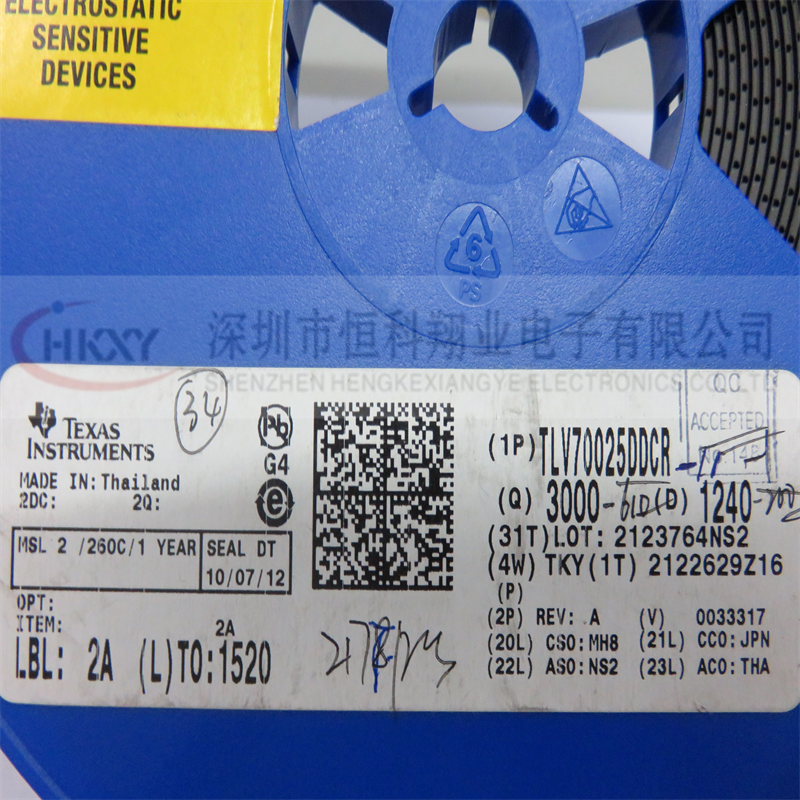 ELECTROSTATIC
SENSITIVE
DEVICES
6
PS
HKXY
深圳市恒科翔业电子有限公司
SHENZHEN HENGKEXIANGYE ELECTRONICS CO.,LTD
34
QC
ACCEPTED
TEXAS
INSTRUMENTS
Pb
G4
e
MADE IN: Thailand
2DC: 2Q:
MSL 2 /260C/1 YEAR
SEAL DT
10/07/12
OPT:
ITEM:
2A
LBL: 2A (L)TO:1520
(1P) TLV70025DDCR
(Q) 3000 (D) 1240
(31T)LOT: 2123764NS2
(4W) TKY(1T) 2122629Z16
(P)
(2P) REV: A (V) 0033317
(20L) CSO:MH8 (21L) CCO:JPN
(22L) ASO:NS2 (23L) ACO:THA